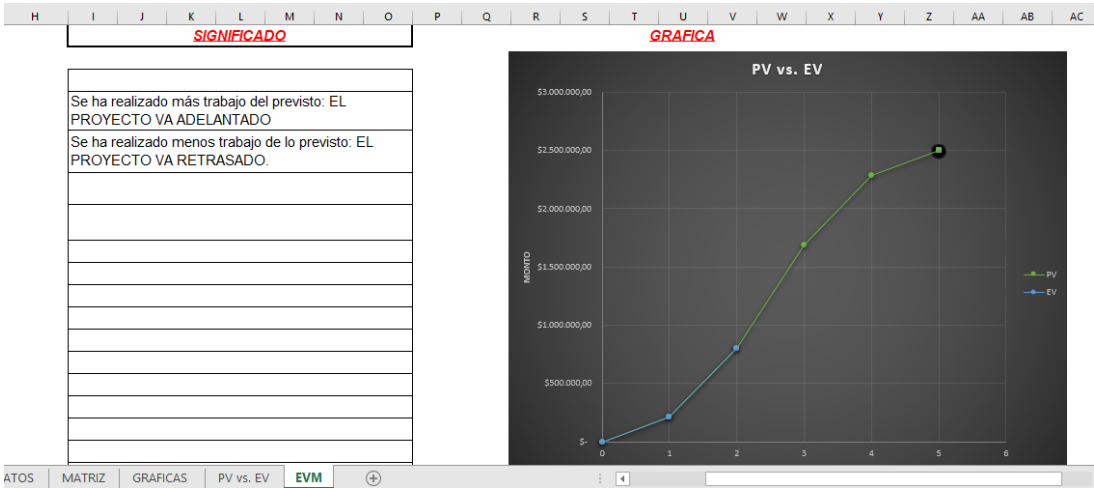 H I J K L M N O P Q R S T U V W X Y Z AA AB AC
SIGNIFICADO
GRAFICA
Se ha realizado más trabajo del previsto: EL
PROYECTO VA ADELANTADO
Se ha realizado menos trabajo de lo previsto: EL
PROYECTO VA RETRASADO.
PV vs. EV
$3.000.000,00
$2.500.000,00
$2.000.000,00
$1.500.000,00
$1.000.000,00
$500.000,00
$-
MONTO
0 1 2 3 4 5 6
PV
EV
ATOS MATRIZ GRAFICAS PV vs. EV EVM